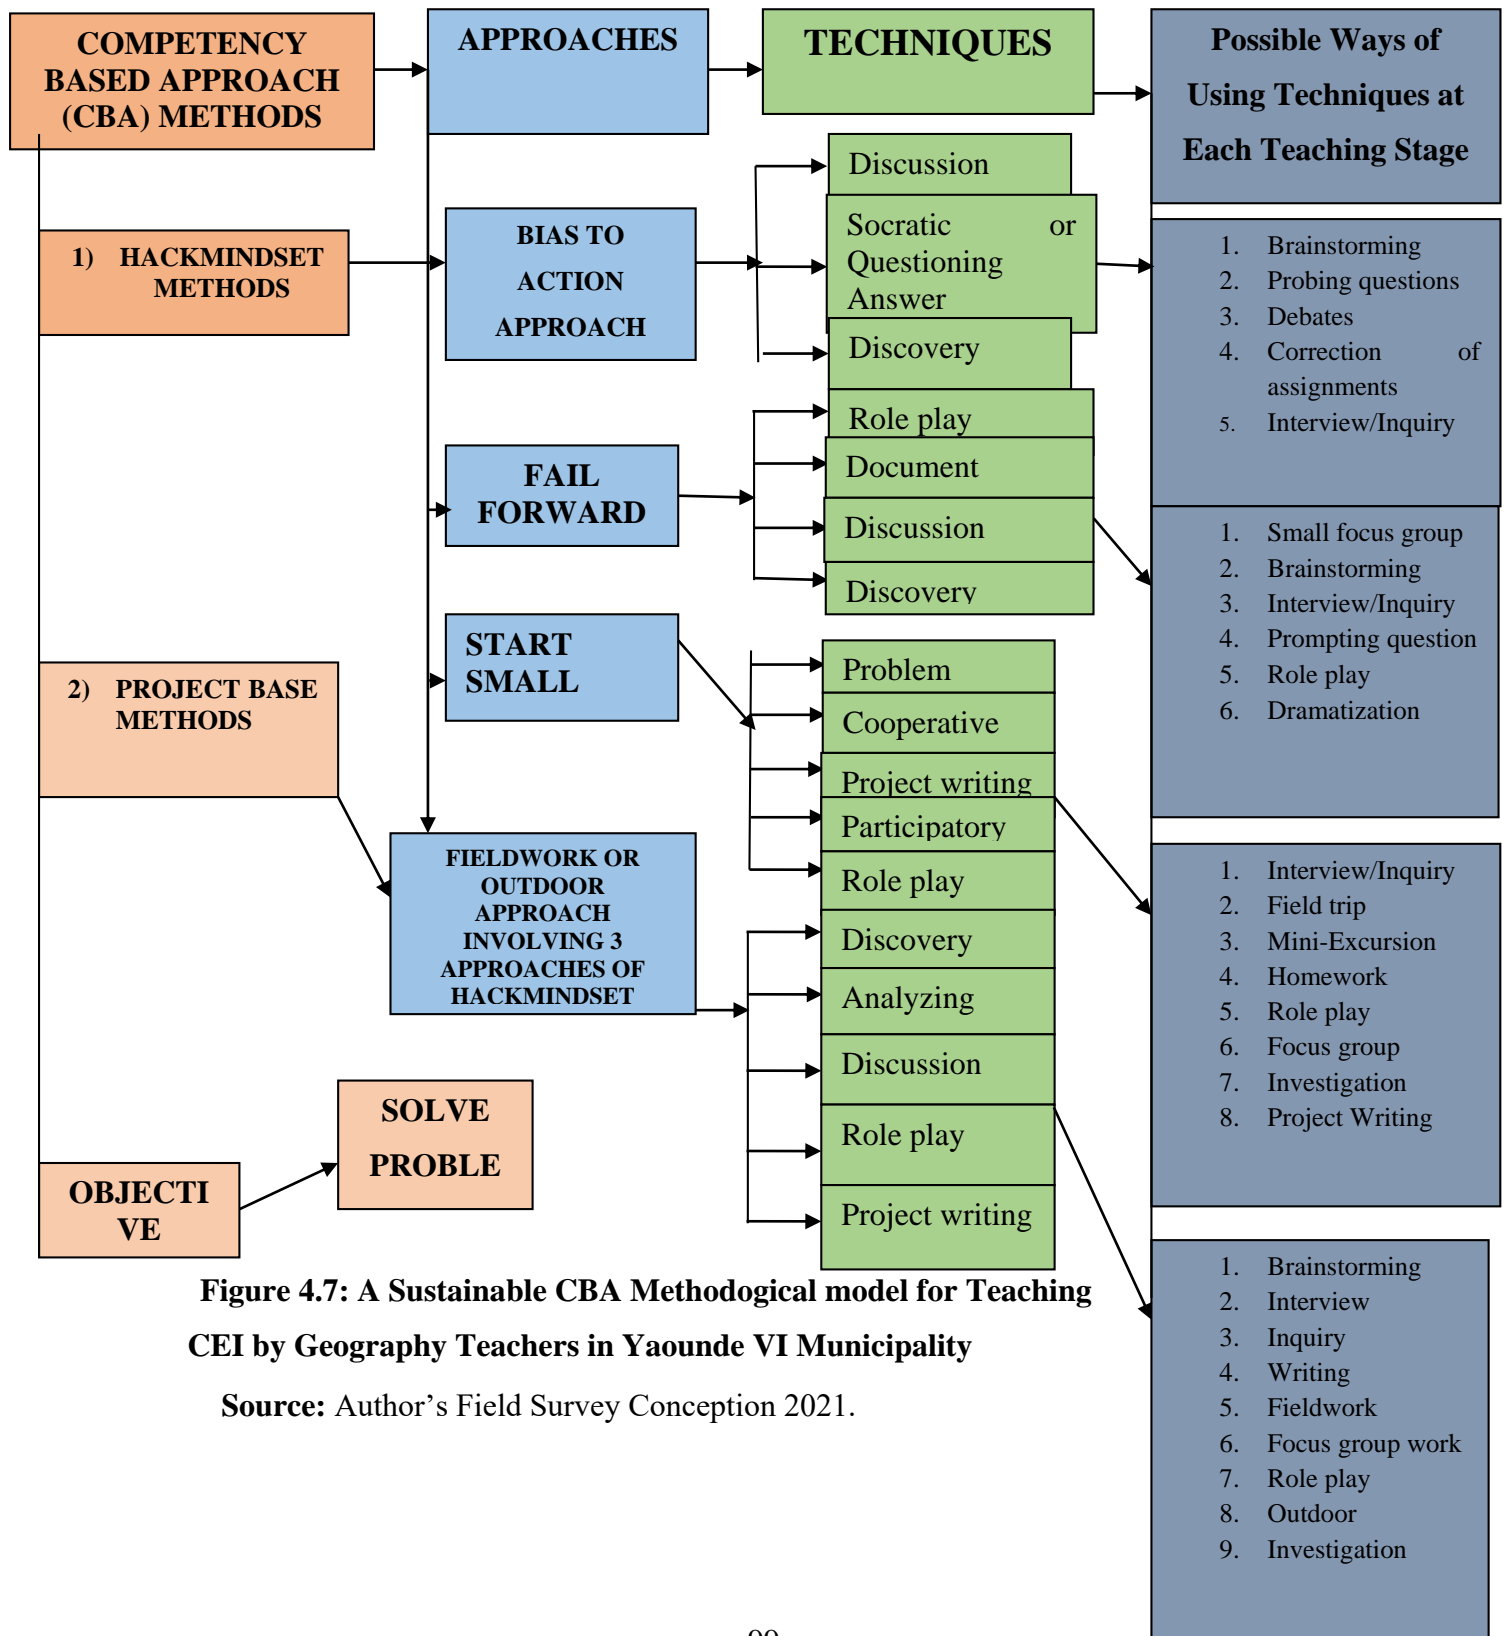 COMPETENCY
BASED APPROACH
(CBA) METHODS
APPROACHES
TECHNIQUES
Possible Ways of
Using Techniques at
Each Teaching Stage
1) HACKMINDSET
METHODS
BIAS TO
ACTION
APPROACH
Discussion
Socratic or
Questioning
Answer
Discovery
1. Brainstorming
2. Probing questions
3. Debates
4. Correction of
assignments
5. Interview/Inquiry
FAIL
FORWARD
Role play
Document
Discussion
Discovery
1. Small focus group
2. Brainstorming
3. Interview/Inquiry
4. Prompting question
5. Role play
6. Dramatization
START
SMALL
Problem
Cooperative
Project writing
Participatory
Role play
1. Interview/Inquiry
2. Field trip
3. Mini-Excursion
4. Homework
5. Role play
6. Focus group
7. Investigation
8. Project Writing
2) PROJECT BASE
METHODS
FIELDWORK OR
OUTDOOR
APPROACH
INVOLVING 3
APPROACHES OF
HACKMINDSET
Discovery
Analyzing
Discussion
Role play
Project writing
1. Brainstorming
2. Interview
3. Inquiry
4. Writing
5. Fieldwork
6. Focus group work
7. Role play
8. Outdoor
9. Investigation
OBJECTI
VE
SOLVE
PROBLE
Figure 4.7: A Sustainable CBA Methodogical model for Teaching
CEI by Geography Teachers in Yaounde VI Municipality
Source: Author’s Field Survey Conception 2021.